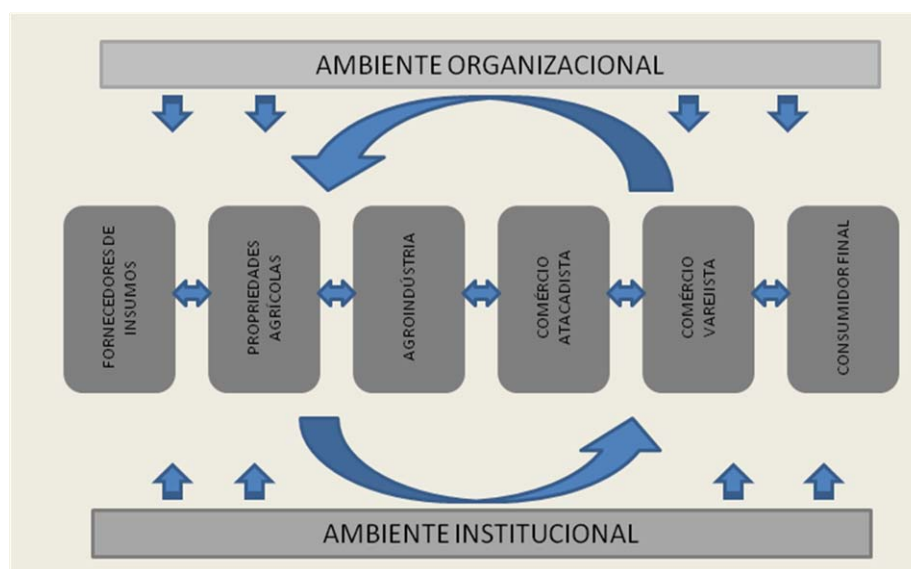 AMBIENTE ORGANIZACIONAL
FORNECEDORES DE
INSUMOS
PROPRIEDADES
AGRÍCOLAS
AGROINDÚSTRIA
COMÉRCIO
ATACADISTA
COMÉRCIO
VAREJISTA
CONSUMIDOR FINAL
AMBIENTE INSTITUCIONAL